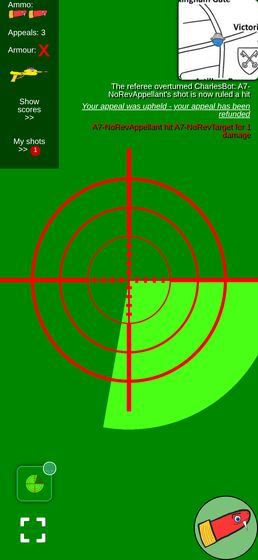 Ammo:
Appeals: 3
Armour: X
Show
scores
>>
My shots
>> 1
Victori
The referee overturned CharlesBot: A7-
NoRevAppellant's shot is now ruled a hit
Your appeal was upheld - your appeal has been
refunded
A7-NoRevAppellant hit A7-NoRevTarget for 1
damage